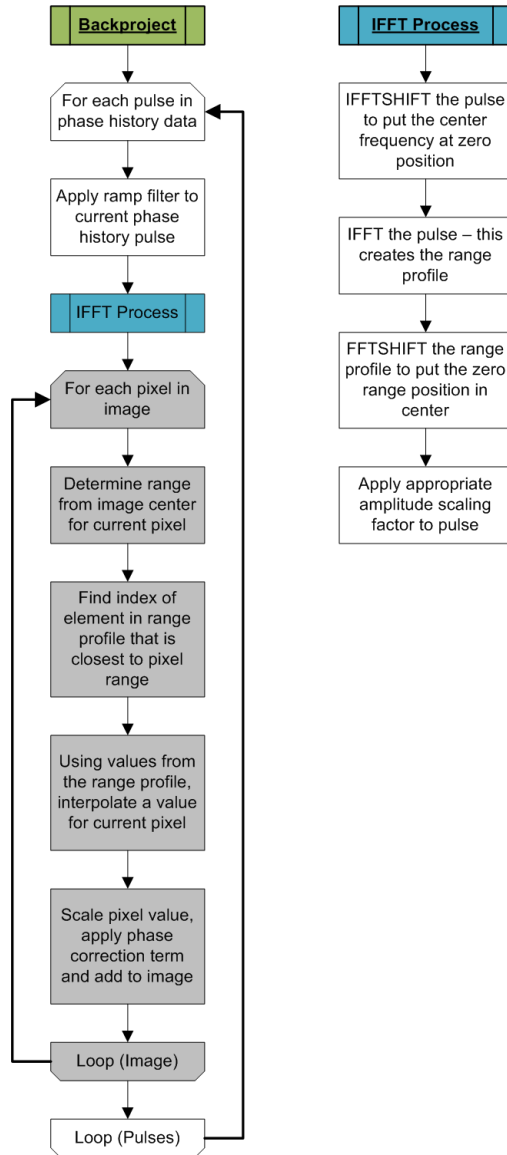 Backproject
For each pulse in
phase history data
Apply ramp filter to
current phase
history pulse
IFFT Process
For each pixel in
image
Determine range
from image center
for current pixel
Find index of
element in range
profile that is
closest to pixel
range
Using values from
the range profile,
interpolate a value
for current pixel
Scale pixel value,
apply phase
correction term
and add to image
Loop (Image)
Loop (Pulses)
IFFT Process
IFFTSHIFT the pulse
to put the center
frequency at zero
position
IFFT the pulse – this
creates the range
profile
FFTSHIFT the range
profile to put the zero
range position in
center
Apply appropriate
amplitude scaling
factor to pulse